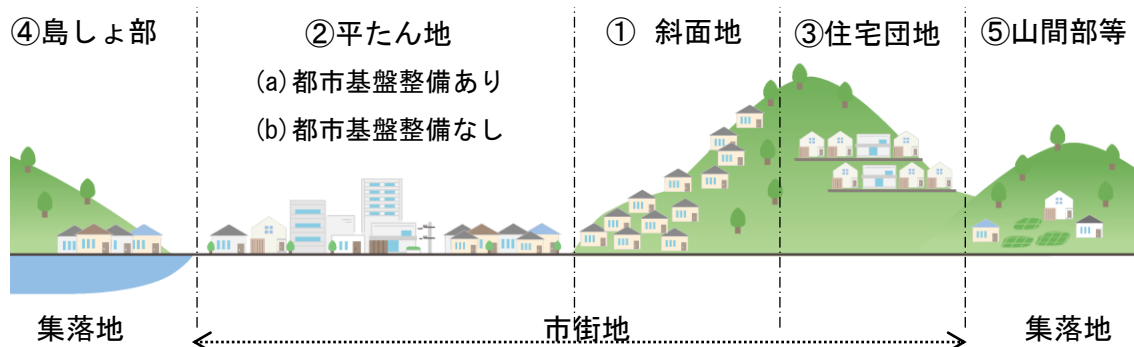 ④島しょ部
②平たん地
① 斜面地
③住宅団地
⑤山間部等
(a)都市基盤整備あり
(b)都市基盤整備なし
集落地
市街地
集落地